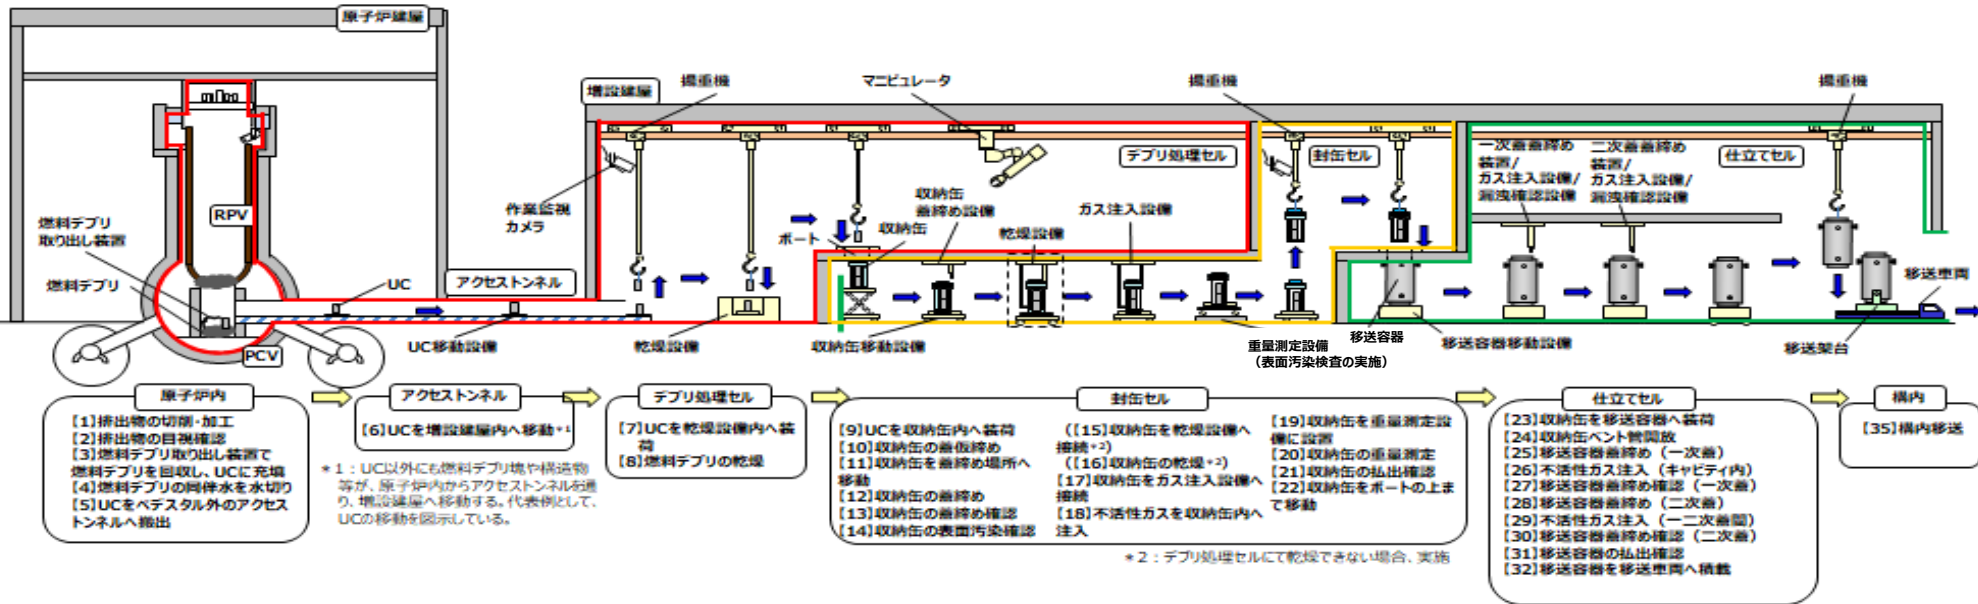 原子炉建屋
増設建屋
揚重機
マニピュレータ
揚重機
揚重機
デブリ処理セル
封缶セル
一次蓋蓋締め
装置/
ガス注入設備/
漏洩確認設備
二次蓋蓋締め
装置/
ガス注入設備/
漏洩確認設備
仕立てセル
作業監視
カメラ
収納缶
蓋締め設備
収納缶
ポート
乾燥設備
ガス注入設備
RPV
燃料デブリ
取り出し装置
燃料デブリ
PCV
UC
アクセストンネル
UC移動設備
乾燥設備
収納缶移動設備
重量測定設備
(表面汚染検査の実施)
移送容器
移送容器移動設備
移送架台
移送車両
原子炉内
【1】排出物の切削・加工
【2】排出物の目視確認
【3】燃料デブリ取り出し装置で
燃料デブリを回収し、UCに充填
【4】燃料デブリの同伴水を水切り
【5】UCをペデスタル外のアクセス
トンネルへ搬出
アクセストンネル
【6】UCを増設建屋内へ移動*1
*1：UC以外にも燃料デブリ塊や構造物
等が、原子炉内からアクセストンネルを通
り、増設建屋へ移動する。代表例として、
UCの移動を図示している。
デブリ処理セル
【7】UCを乾燥設備内へ装
荷
【8】燃料デブリの乾燥
封缶セル
【9】UCを収納缶内へ装荷
【10】収納缶の蓋仮締め
【11】収納缶を蓋締め場所へ
移動
【12】収納缶の蓋締め
【13】収納缶の蓋締め確認
【14】収納缶の表面汚染確認
(【15】収納缶を乾燥設備へ
接続*2)
(【16】収納缶の乾燥*2)
【17】収納缶をガス注入設備へ
接続
【18】不活性ガスを収納缶内へ
注入
【19】収納缶を重量測定設
備に設置
【20】収納缶の重量測定
【21】収納缶の払出確認
【22】収納缶をポートの上ま
で移動
*2：デブリ処理セルにて乾燥できない場合、実施
仕立てセル
【23】収納缶を移送容器へ装荷
【24】収納缶ベント管開放
【25】移送容器蓋締め（一次蓋）
【26】不活性ガス注入（キャビティ内）
【27】移送容器蓋締め確認（一次蓋）
【28】移送容器蓋締め（二次蓋）
【29】不活性ガス注入（一二次蓋間）
【30】移送容器蓋締め確認（二次蓋）
【31】移送容器の払出確認
【32】移送容器を移送車両へ積載
構内
【35】構内移送